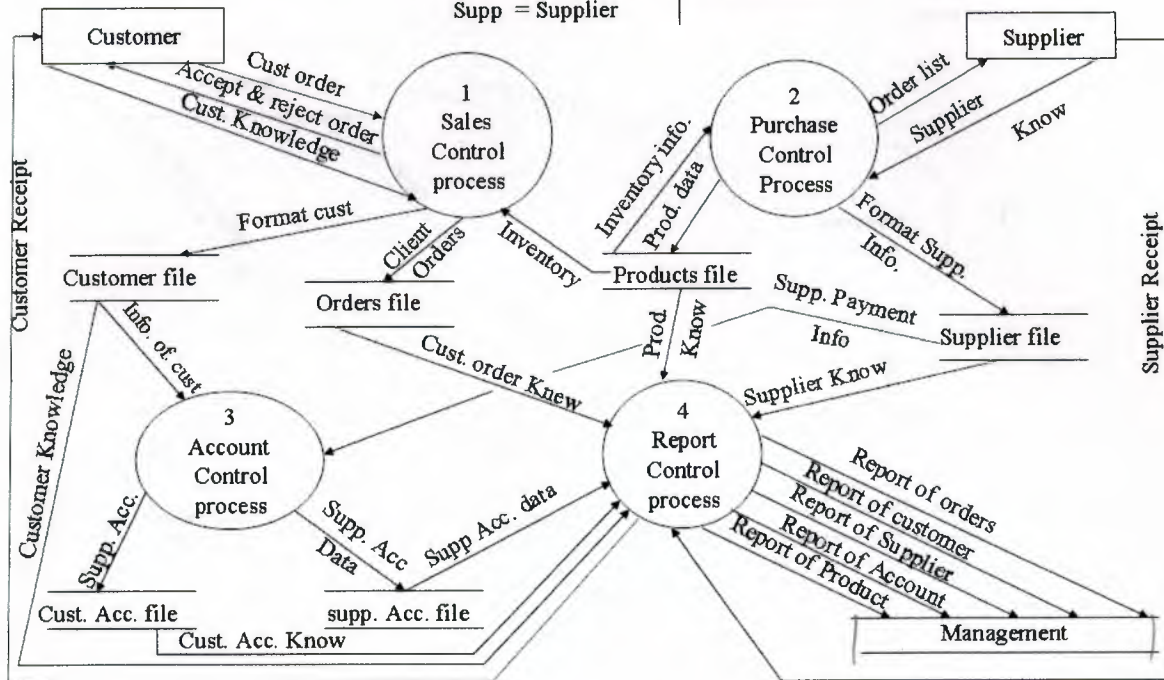 Supp = Supplier
Customer
Supplier
Cust order
Accept & reject order
Cust. Knowledge
1
Sales
Control
process
2
Purchase
Control
Process
Order list
Supplier
Know
Inventory info.
Prod. data
Format cust
Client
Orders
Inventory
Format Supp.
Info.
Customer Receipt
Supplier Receipt
Customer file
Orders file
Products file
Supp. Payment
Info
Supplier file
Info. of. cust
Cust. order Knew
Prod.
Know
Supplier Know
Customer Knowledge
3
Account
Control
process
4
Report
Control
process
Supp. Acc.
Supp. Acc
Data
Supp Acc. data
Report of orders
Report of customer
Report of Supplier
Report of Account
Report of Product
Cust. Acc. file
supp. Acc. file
Cust. Acc. Know
Management